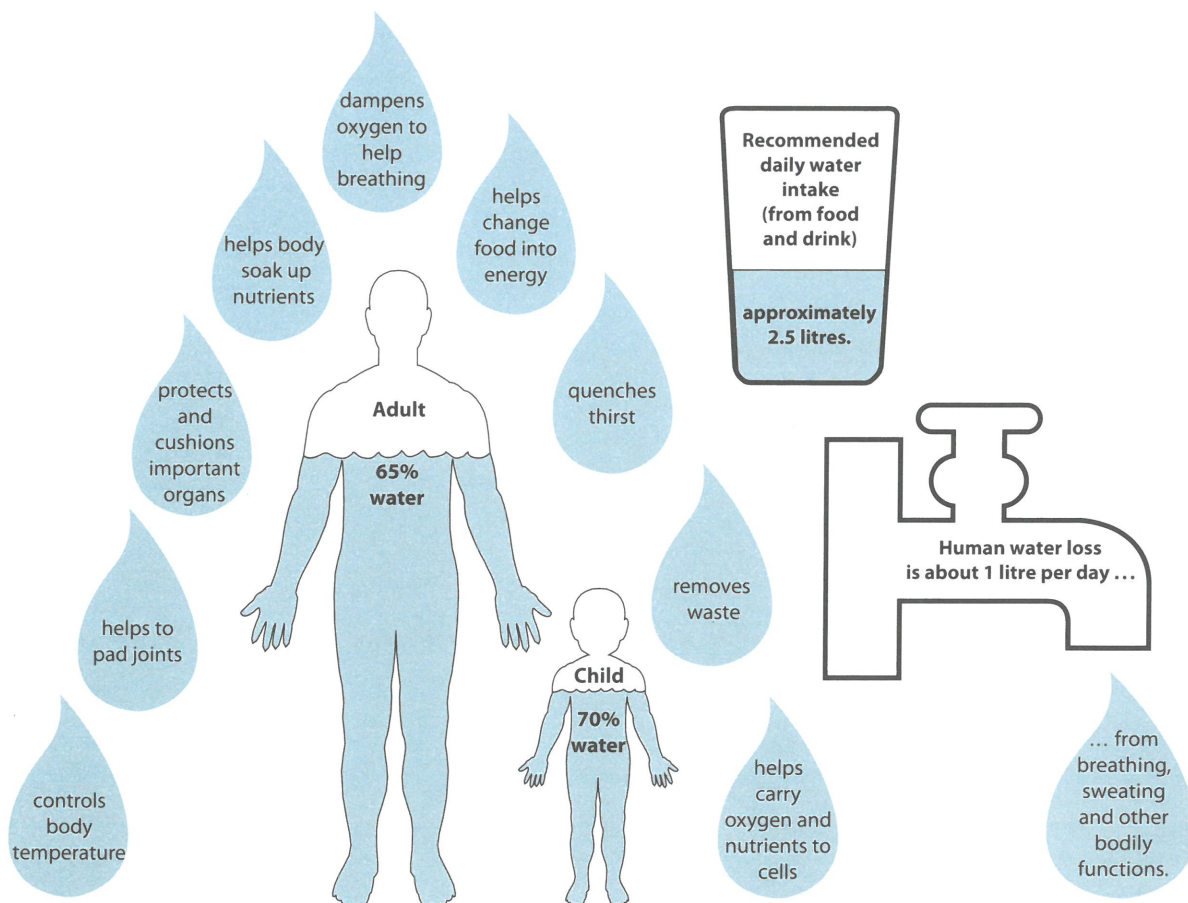 dampens
oxygen to
help
breathing
helps
change
food into
energy
helps body
soak up
nutrients
protects
and
cushions
important
organs
quenches
thirst
helps to
pad joints
removes
waste
controls
body
temperature
helps
carry
oxygen and
nutrients to
cells
Adult
65%
water
Child
70%
water
Recommended
daily water
intake
(from food
and drink)
approximately
2.5 litres.
Human water loss
is about 1 litre per day ...
... from
breathing,
sweating
and other
bodily
functions.